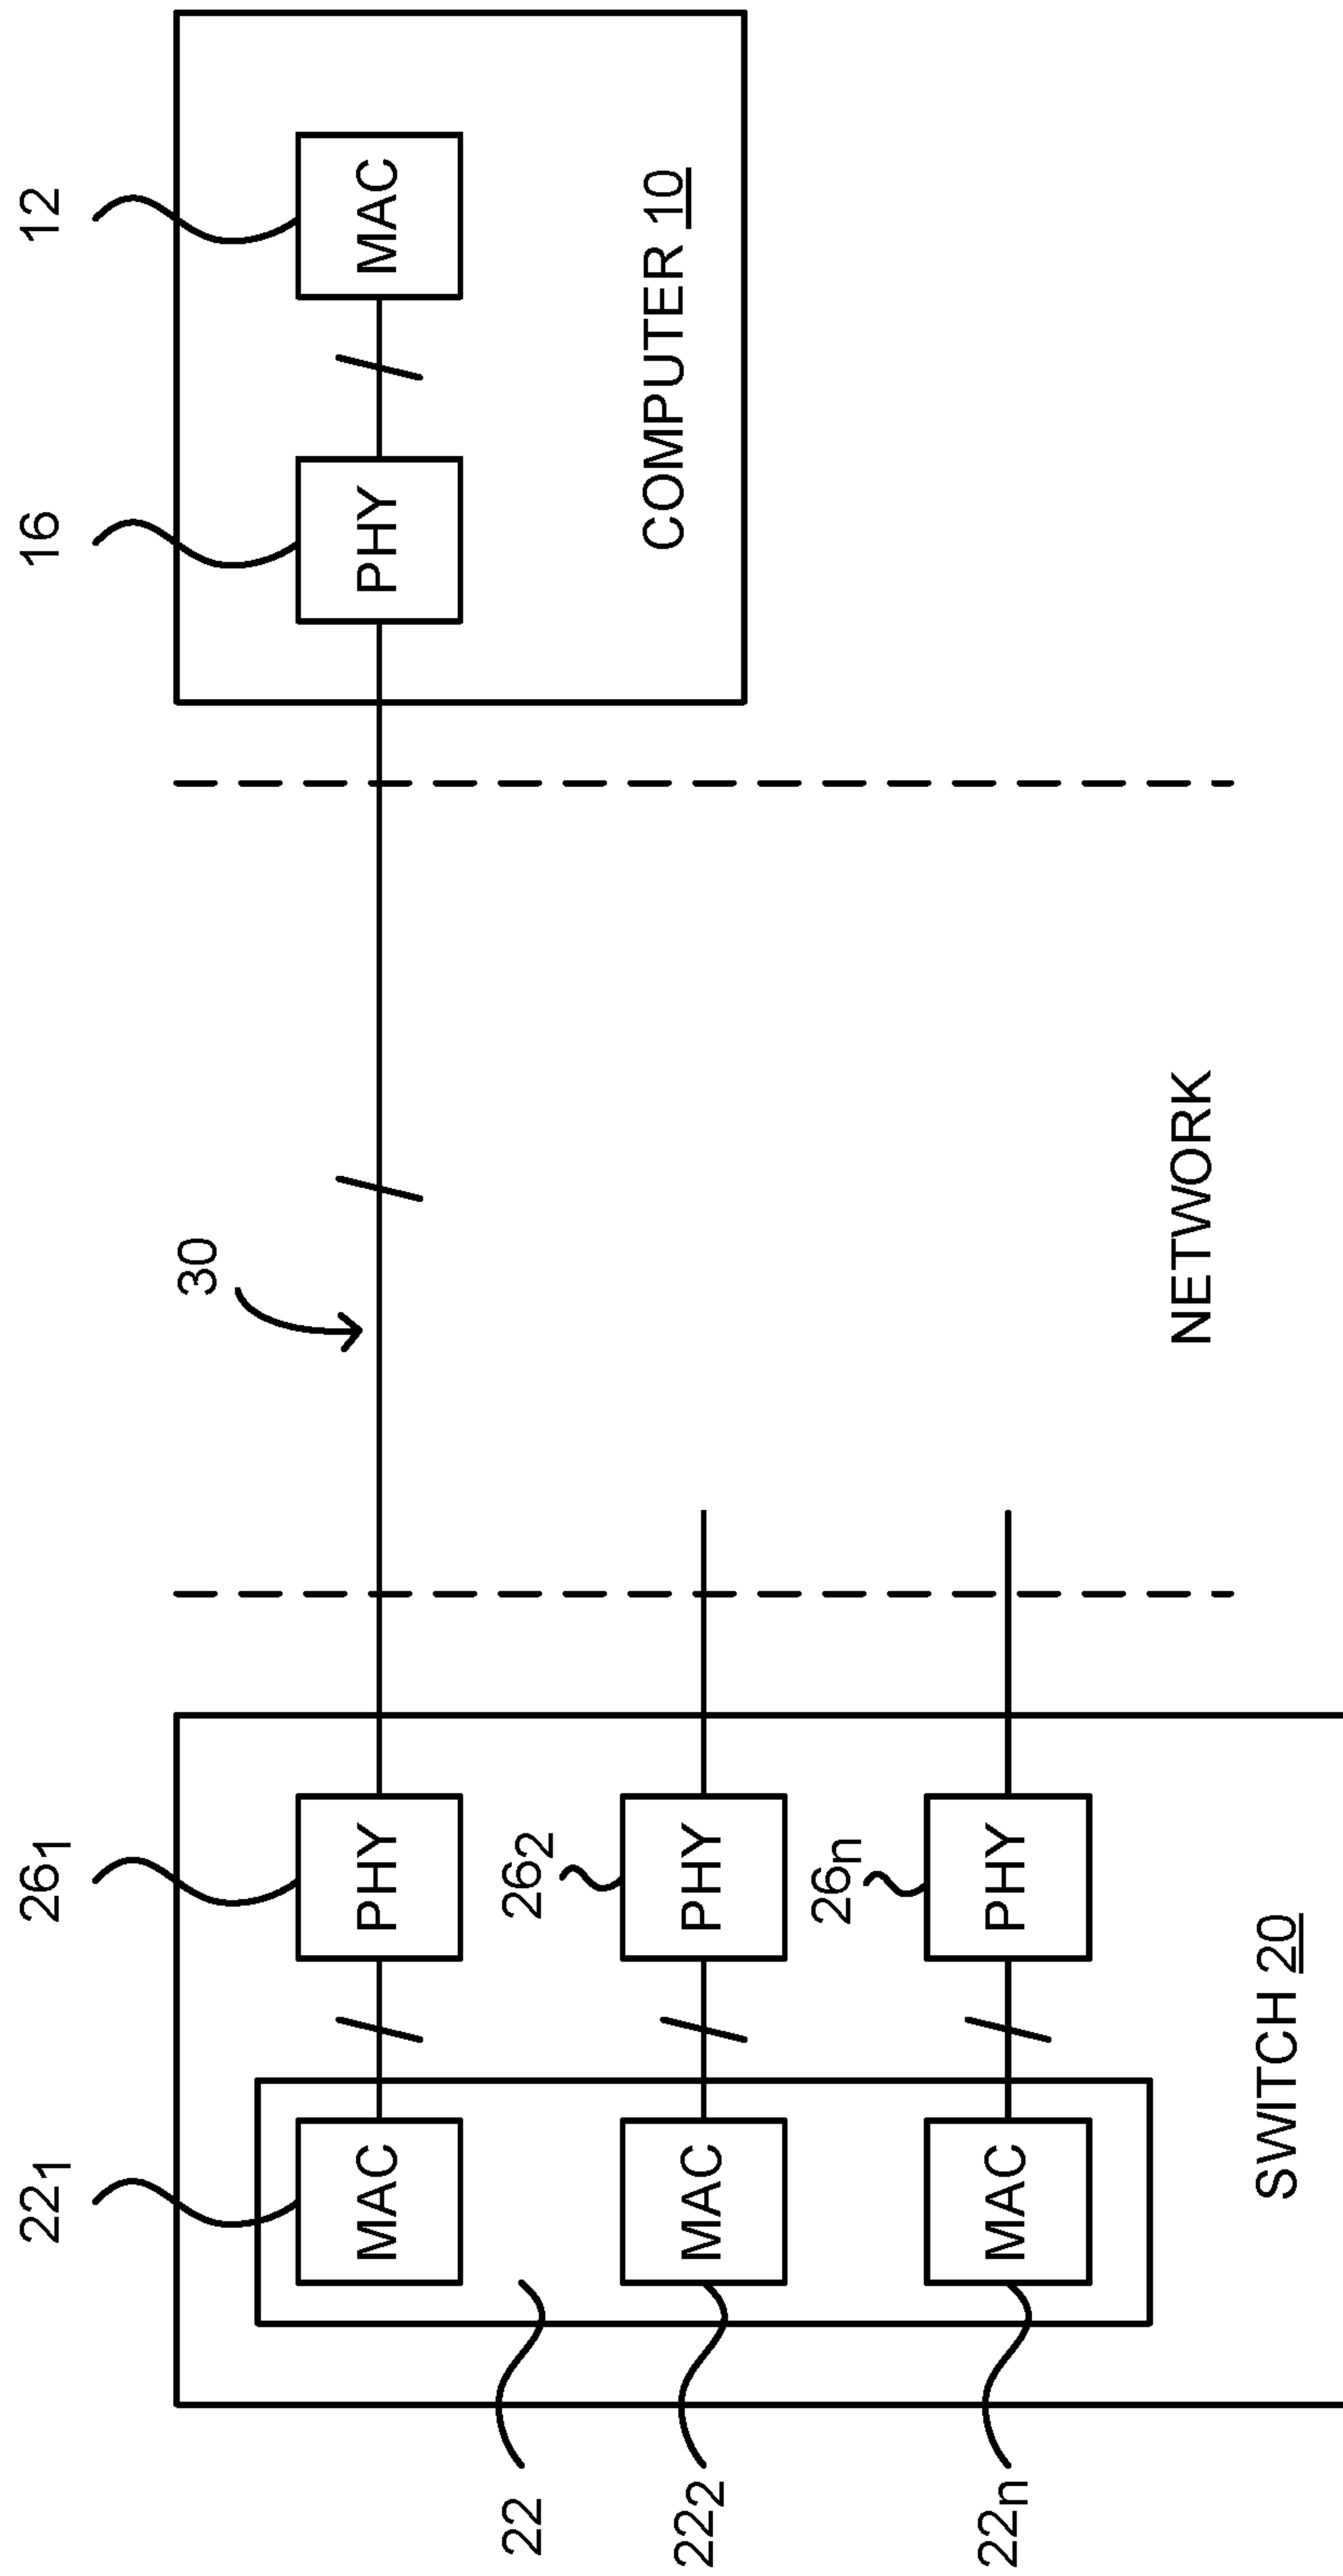 22₁
26₁
30
16
12
MAC
PHY
PHY
MAC
22
26₂
22₂
MAC
PHY
COMPUTER 10
26ₙ
22ₙ
MAC
PHY
NETWORK
SWITCH 20